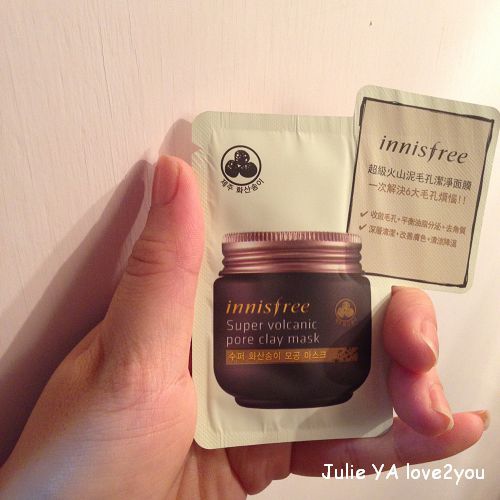 innisfree
超級火山泥毛孔潔淨面膜
一次解決6大毛孔煩惱!!
✓ 收斂毛孔+平衡油脂分泌+去角質
✓ 深層清潔+改善膚色+清涼降溫
제주 화산송이
innisfree
Super volcanic
pore clay mask
수퍼 화산송이 모공 마스크
Julie YA love2you